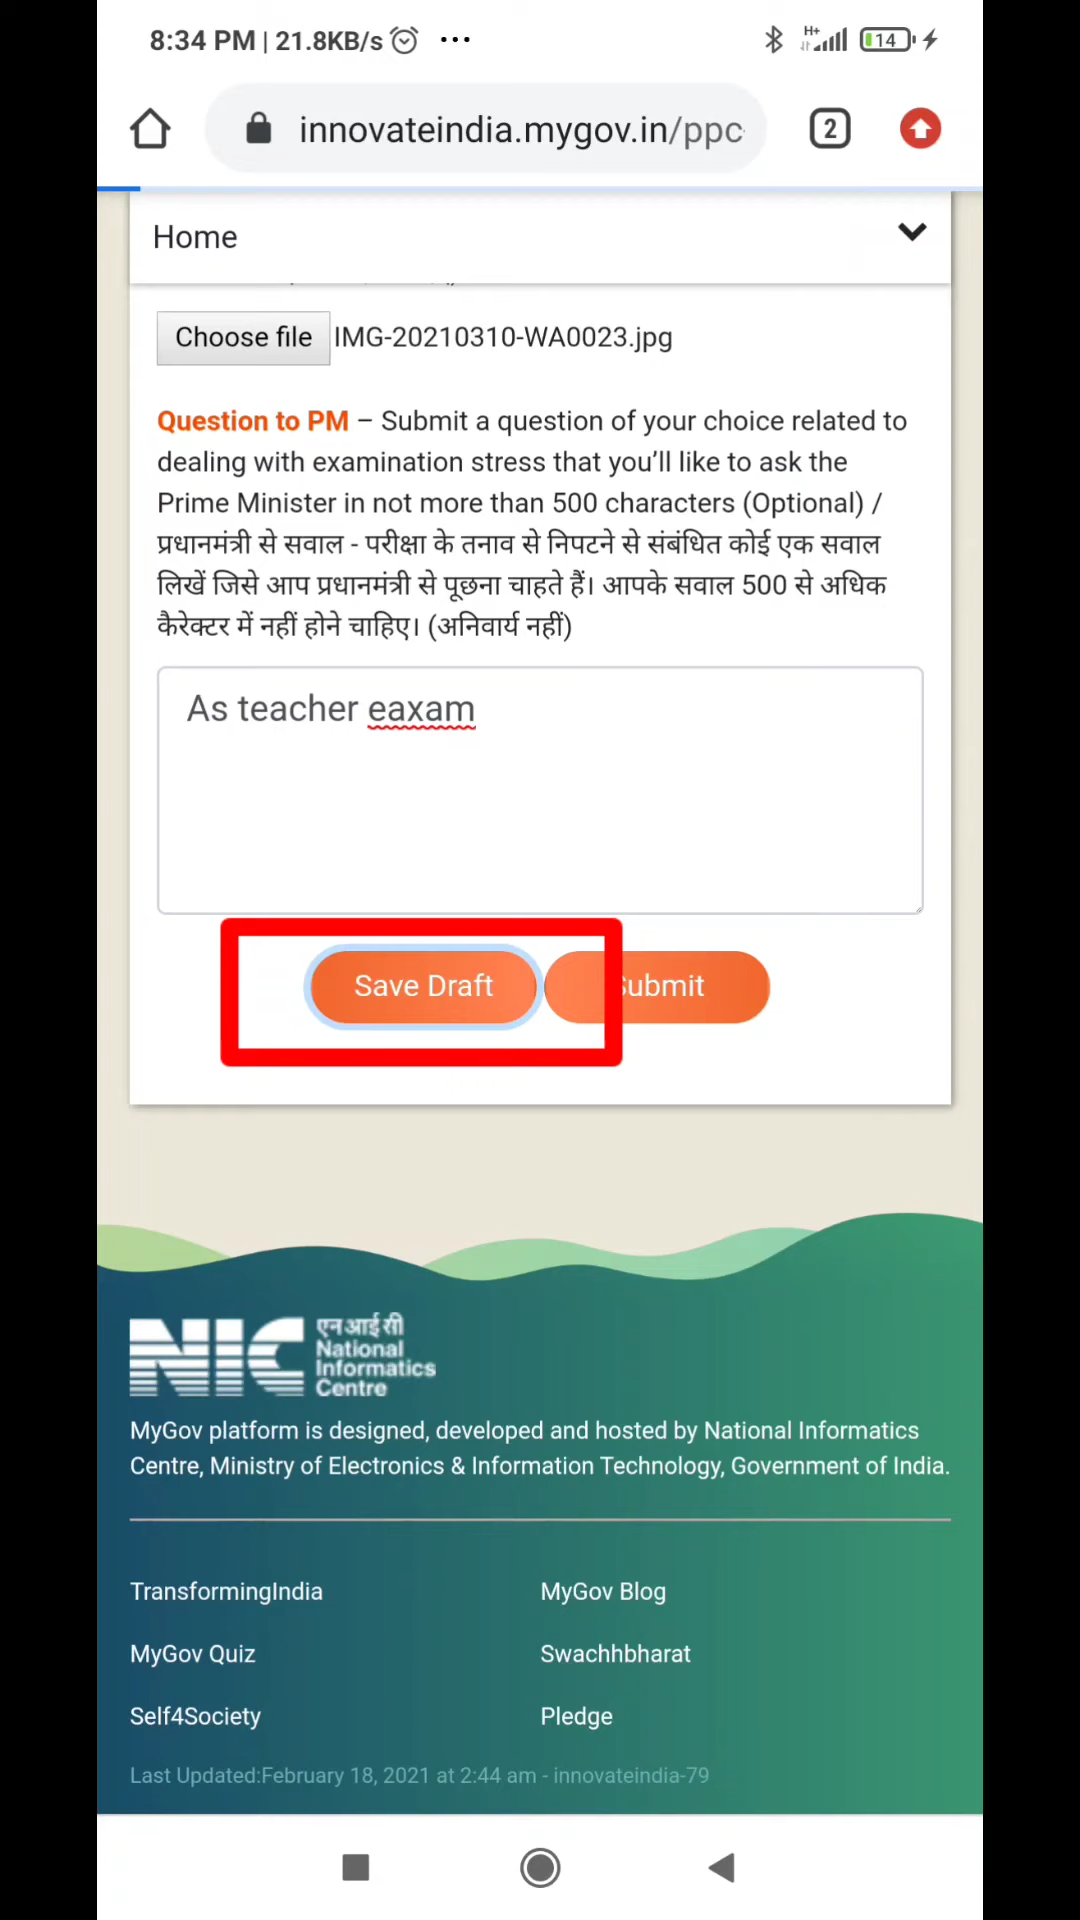 8:34 PM | 21.8KB/s ...
H+
14
innovateindia.mygov.in/ppc
2
Home
Choose file IMG-20210310-WA0023.jpg
Question to PM – Submit a question of your choice related to
dealing with examination stress that you’ll like to ask the
Prime Minister in not more than 500 characters (Optional) /
प्रधानमंत्री से सवाल - परीक्षा के तनाव से निपटने से संबंधित कोई एक सवाल
लिखें जिसे आप प्रधानमंत्री से पूछना चाहते हैं। आपके सवाल 500 से अधिक
कैरेक्टर में नहीं होने चाहिए। (अनिवार्य नहीं)
As teacher eaxam
Save Draft Submit
NIC
एन आई सी
National
Informatics
Centre
MyGov platform is designed, developed and hosted by National Informatics
Centre, Ministry of Electronics & Information Technology, Government of India.
TransformingIndia MyGov Blog
MyGov Quiz Swachhbharat
Self4Society Pledge
Last Updated:February 18, 2021 at 2:44 am - innovateindia-79